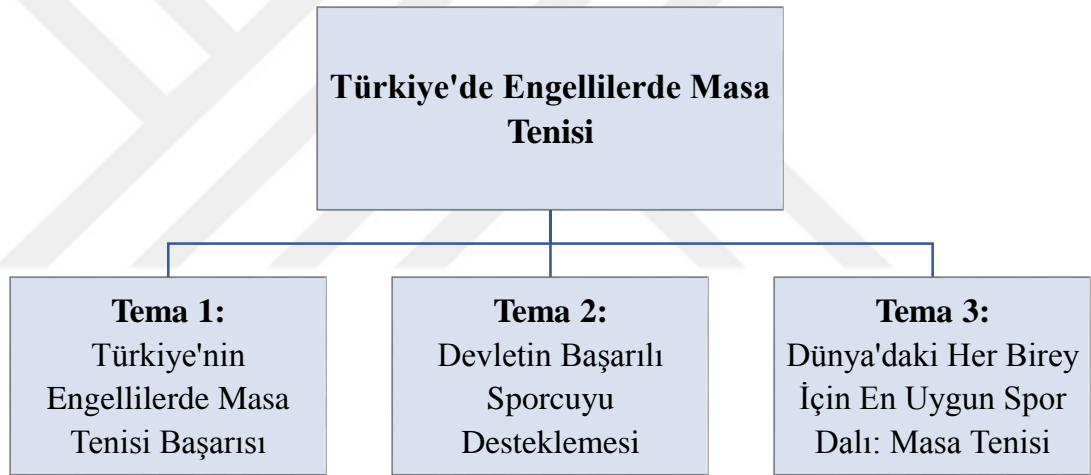 Türkiye'de Engellilerde Masa
Tenisi
Tema 1:
Türkiye'nin
Engellilerde Masa
Tenisi Başarısı
Tema 2:
Devletin Başarılı
Sporcuyu
Desteklemesi
Tema 3:
Dünya'daki Her Birey
İçin En Uygun Spor
Dalı: Masa Tenisi